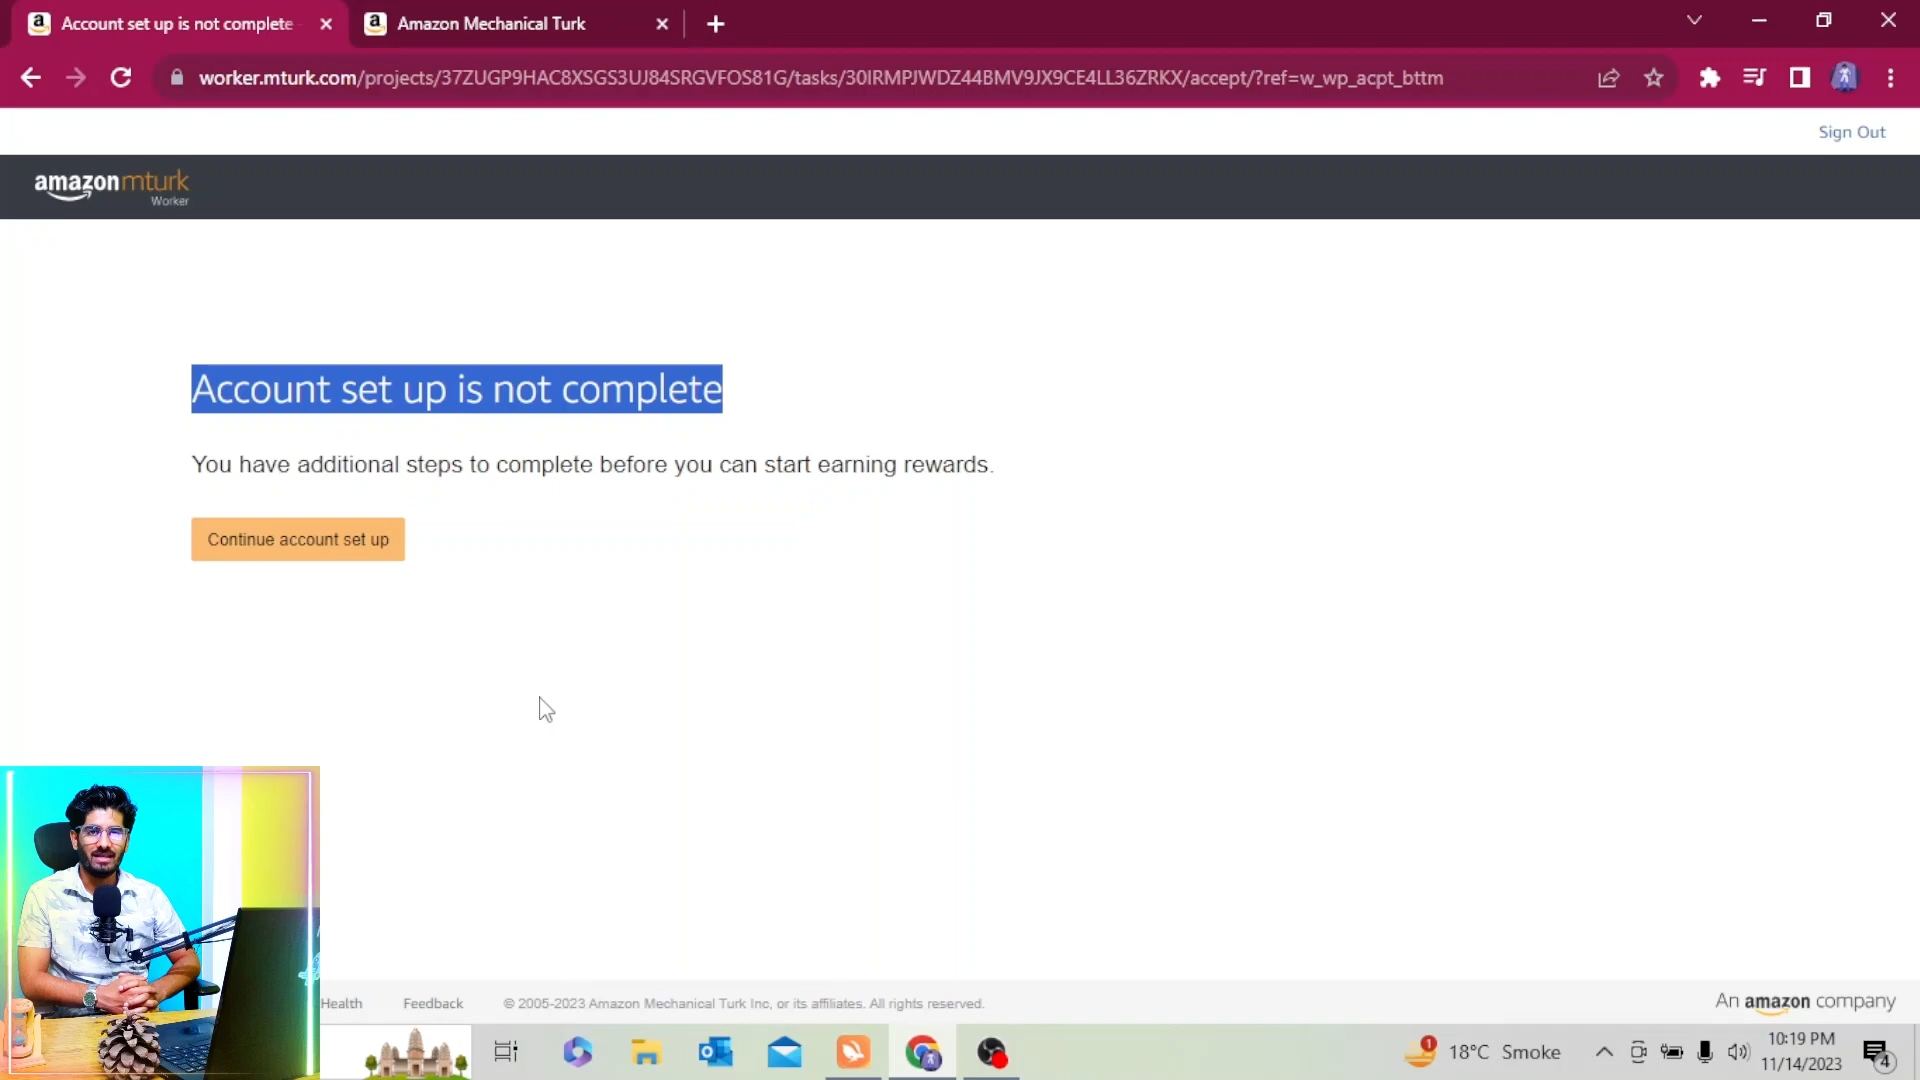 Account set up is not complete
Amazon Mechanical Turk
worker.mturk.com/projects/37ZUGP9HAC8XSGS3UJ84SRGVFOS81G/tasks/30IRMPJWDZ44BMV9JX9CE4LL36ZRKX/accept/?ref=w_wp_acpt_bttm
Sign Out
amazonmturk
Worker
Account set up is not complete
You have additional steps to complete before you can start earning rewards.
Continue account set up
Health Feedback © 2005-2023 Amazon Mechanical Turk Inc, or its affiliates. All rights reserved.
An amazon company
1
18°C Smoke
10:19 PM
11/14/2023
4